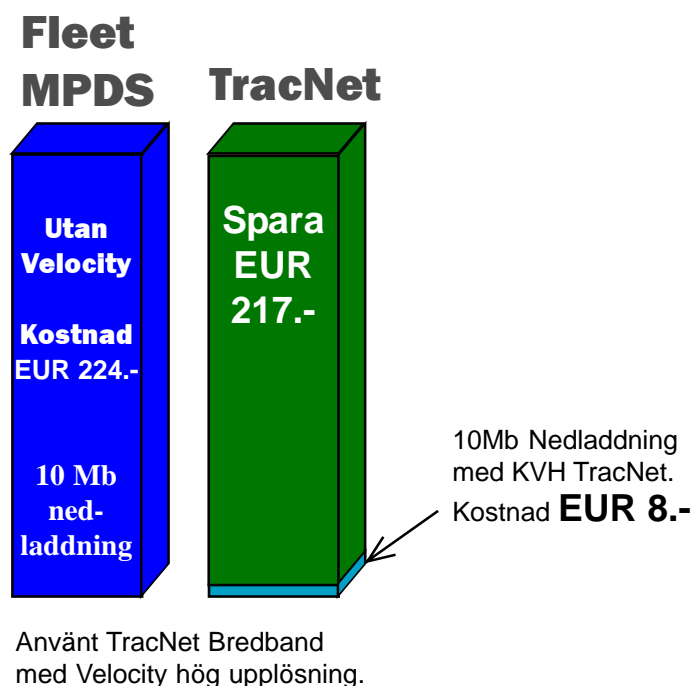 Fleet
MPDS
TracNet
Utan
Velocity
Kostnad
EUR 224.-
10 Mb
ned-
laddning
Spara
EUR
217.-
10Mb Nedladdning
med KVH TracNet.
Kostnad EUR 8.-
Använt TracNet Bredband
med Velocity hög upplösning.